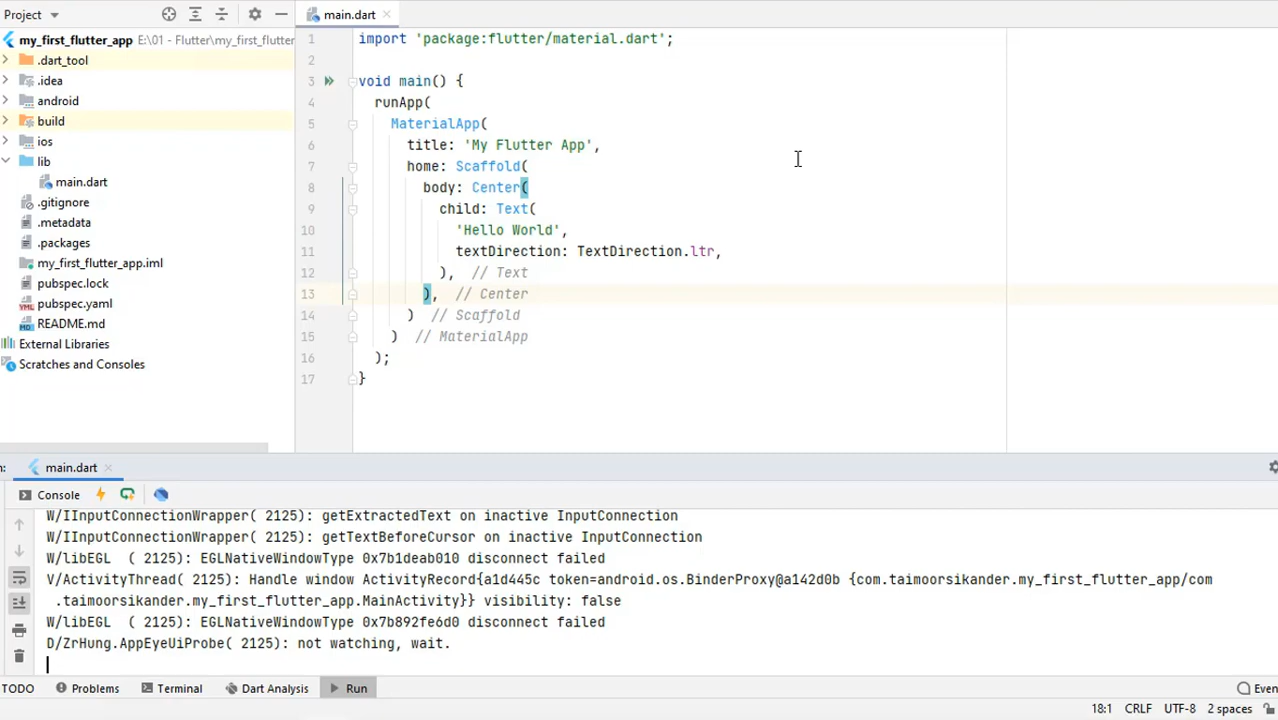 Project
main.dart
my_first_flutter_app E:\01 - Flutter\my_first_flutter
.dart_tool
.idea
android
build
ios
lib
main.dart
.gitignore
.metadata
.packages
my_first_flutter_app.iml
pubspec.lock
pubspec.yaml
README.md
External Libraries
Scratches and Consoles
1 import 'package:flutter/material.dart';
2
3 void main() {
4 runApp(
5 MaterialApp(
6 title: 'My Flutter App',
7 home: Scaffold(
8 body: Center(
9 child: Text(
10 'Hello World',
11 textDirection: TextDirection.ltr,
12 ), // Text
13 ), // Center
14 ) // Scaffold
15 ) // MaterialApp
16 );
17 }
n: main.dart
Console
W/IInputConnectionWrapper( 2125): getExtractedText on inactive InputConnection
W/IInputConnectionWrapper( 2125): getTextBeforeCursor on inactive InputConnection
W/libEGL ( 2125): EGLNativeWindowType 0x7b1deab010 disconnect failed
V/ActivityThread( 2125): Handle window ActivityRecord{a1d445c token=android.os.BinderProxy@a142d0b {com.taimoorsikander.my_first_flutter_app/com
.taimoorsikander.my_first_flutter_app.MainActivity}} visibility: false
W/libEGL ( 2125): EGLNativeWindowType 0x7b892fe6d0 disconnect failed
D/ZrHung.AppEyeUiProbe( 2125): not watching, wait.
TODO Problems Terminal Dart Analysis Run Even
18:1 CRLF UTF-8 2 spaces